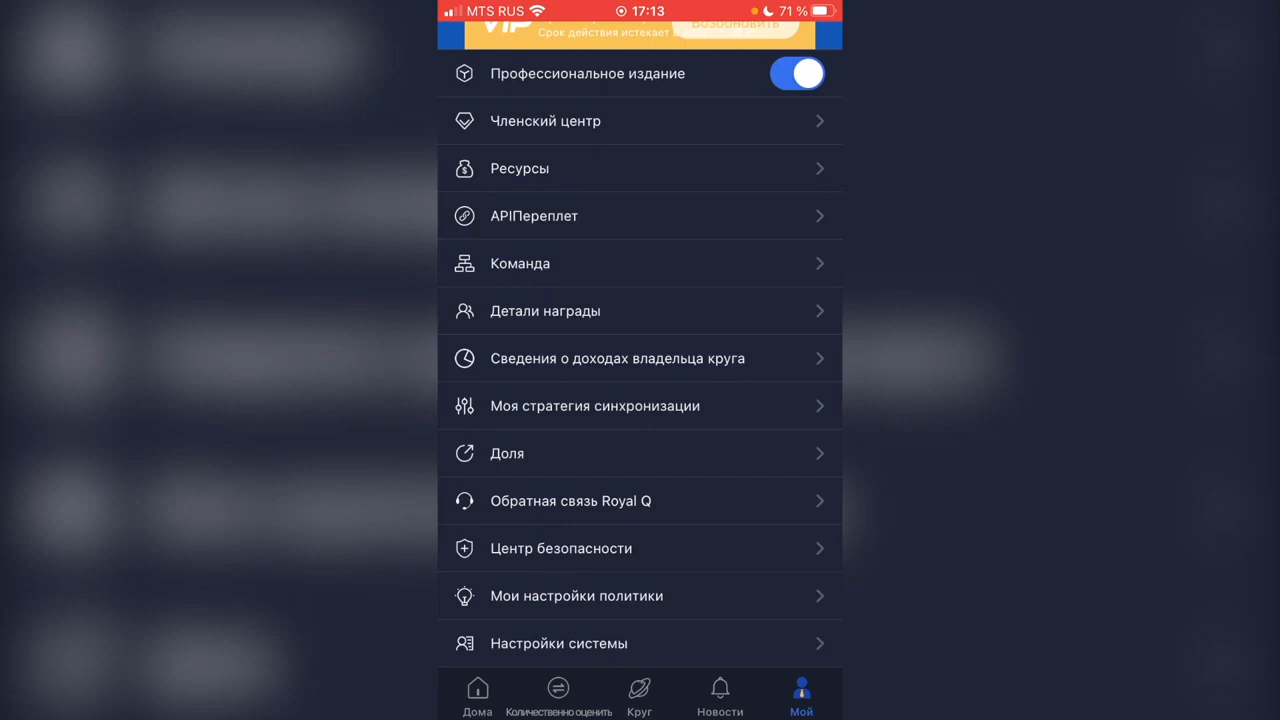 MTS RUS 17:13 71 %
VIP Возобновить
Срок действия истекает в
Профессиональное издание
Членский центр
Ресурсы
APIПереплет
Команда
Детали награды
Сведения о доходах владельца круга
Моя стратегия синхронизации
Доля
Обратная связь Royal Q
Центр безопасности
Мои настройки политики
Настройки системы
Дома Количественно оценить Круг Новости Мой